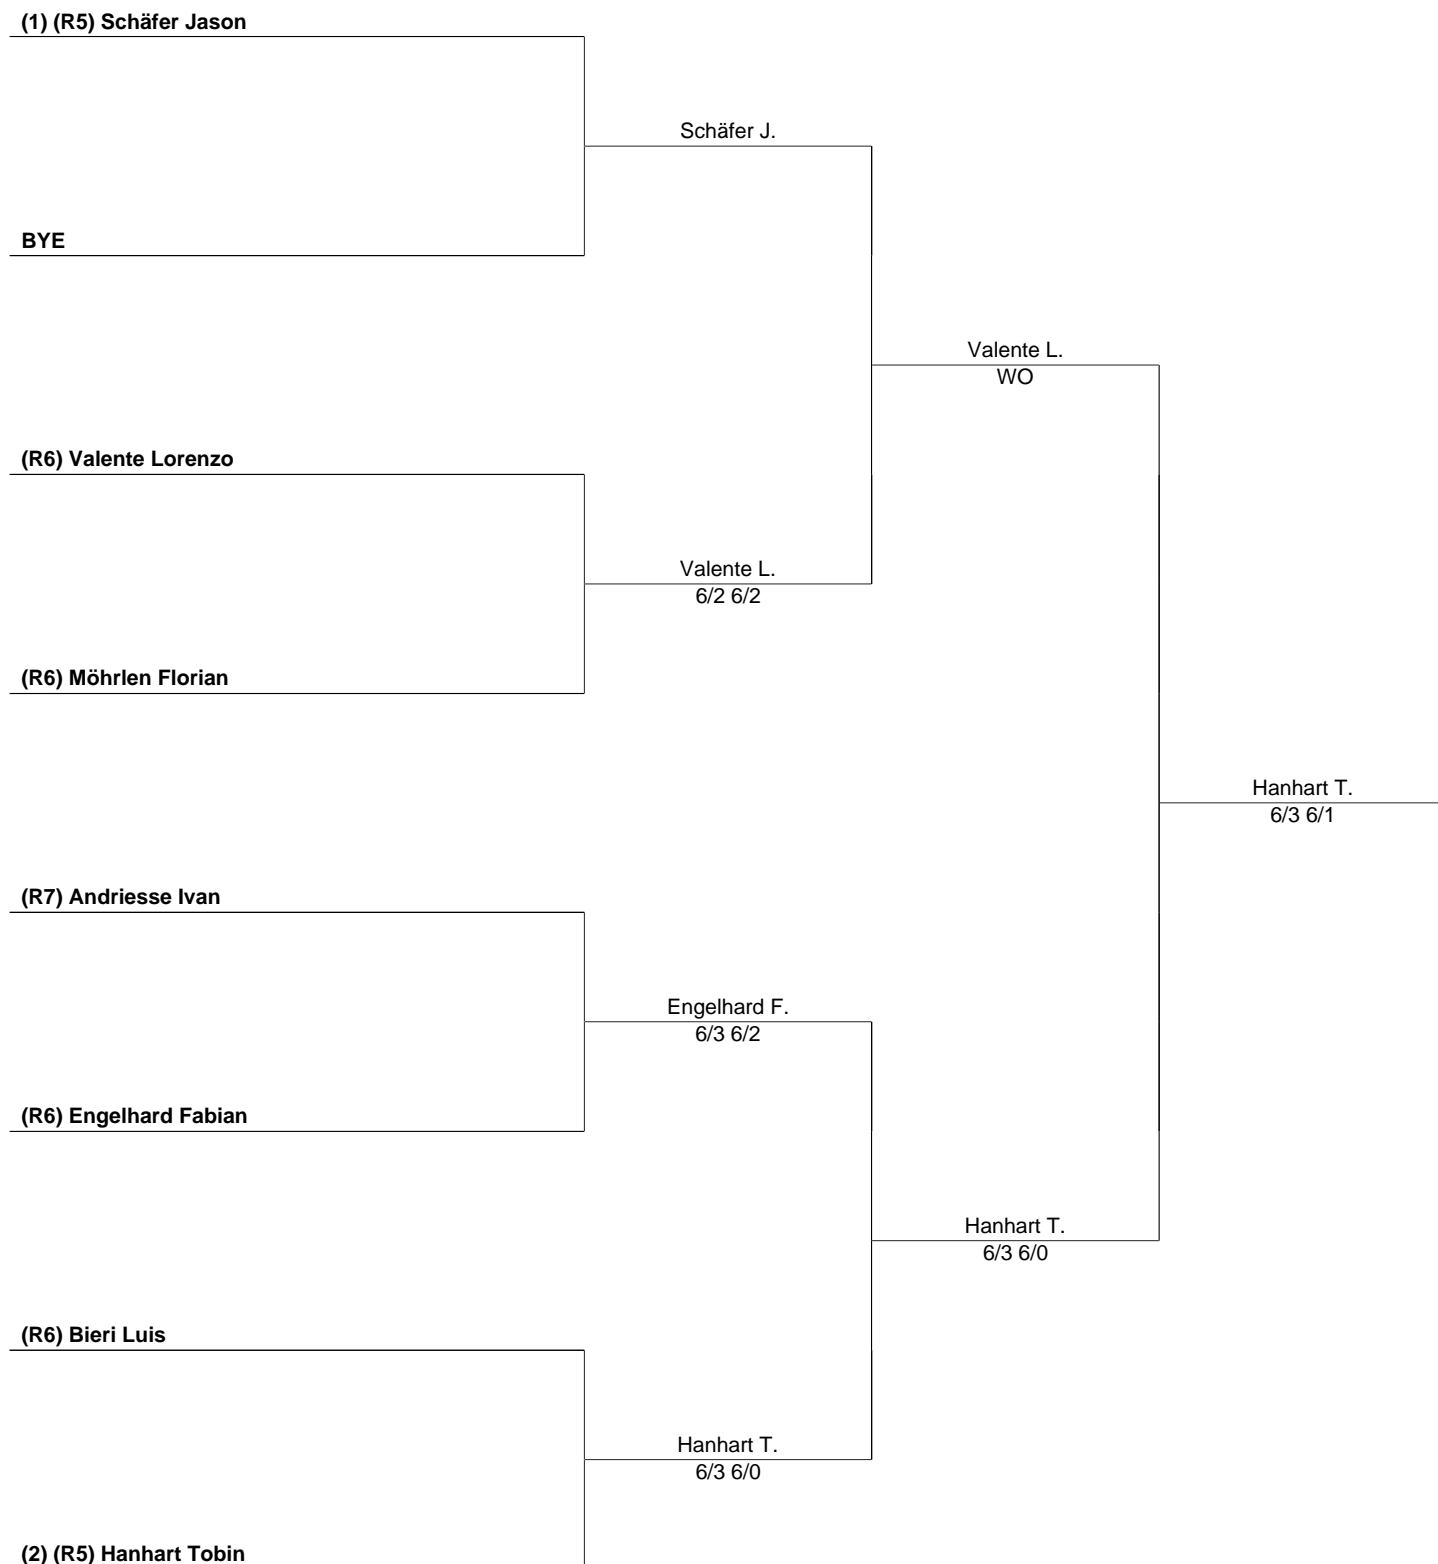 (1) (R5) Schäfer Jason
Schäfer J.
BYE
Valente L.
WO
(R6) Valente Lorenzo
Valente L.
6/2 6/2
(R6) Möhrlen Florian
Hanhart T.
6/3 6/1
(R7) Andriesse Ivan
Engelhard F.
6/3 6/2
(R6) Engelhard Fabian
Hanhart T.
6/3 6/0
(R6) Bieri Luis
Hanhart T.
6/3 6/0
(2) (R5) Hanhart Tobin